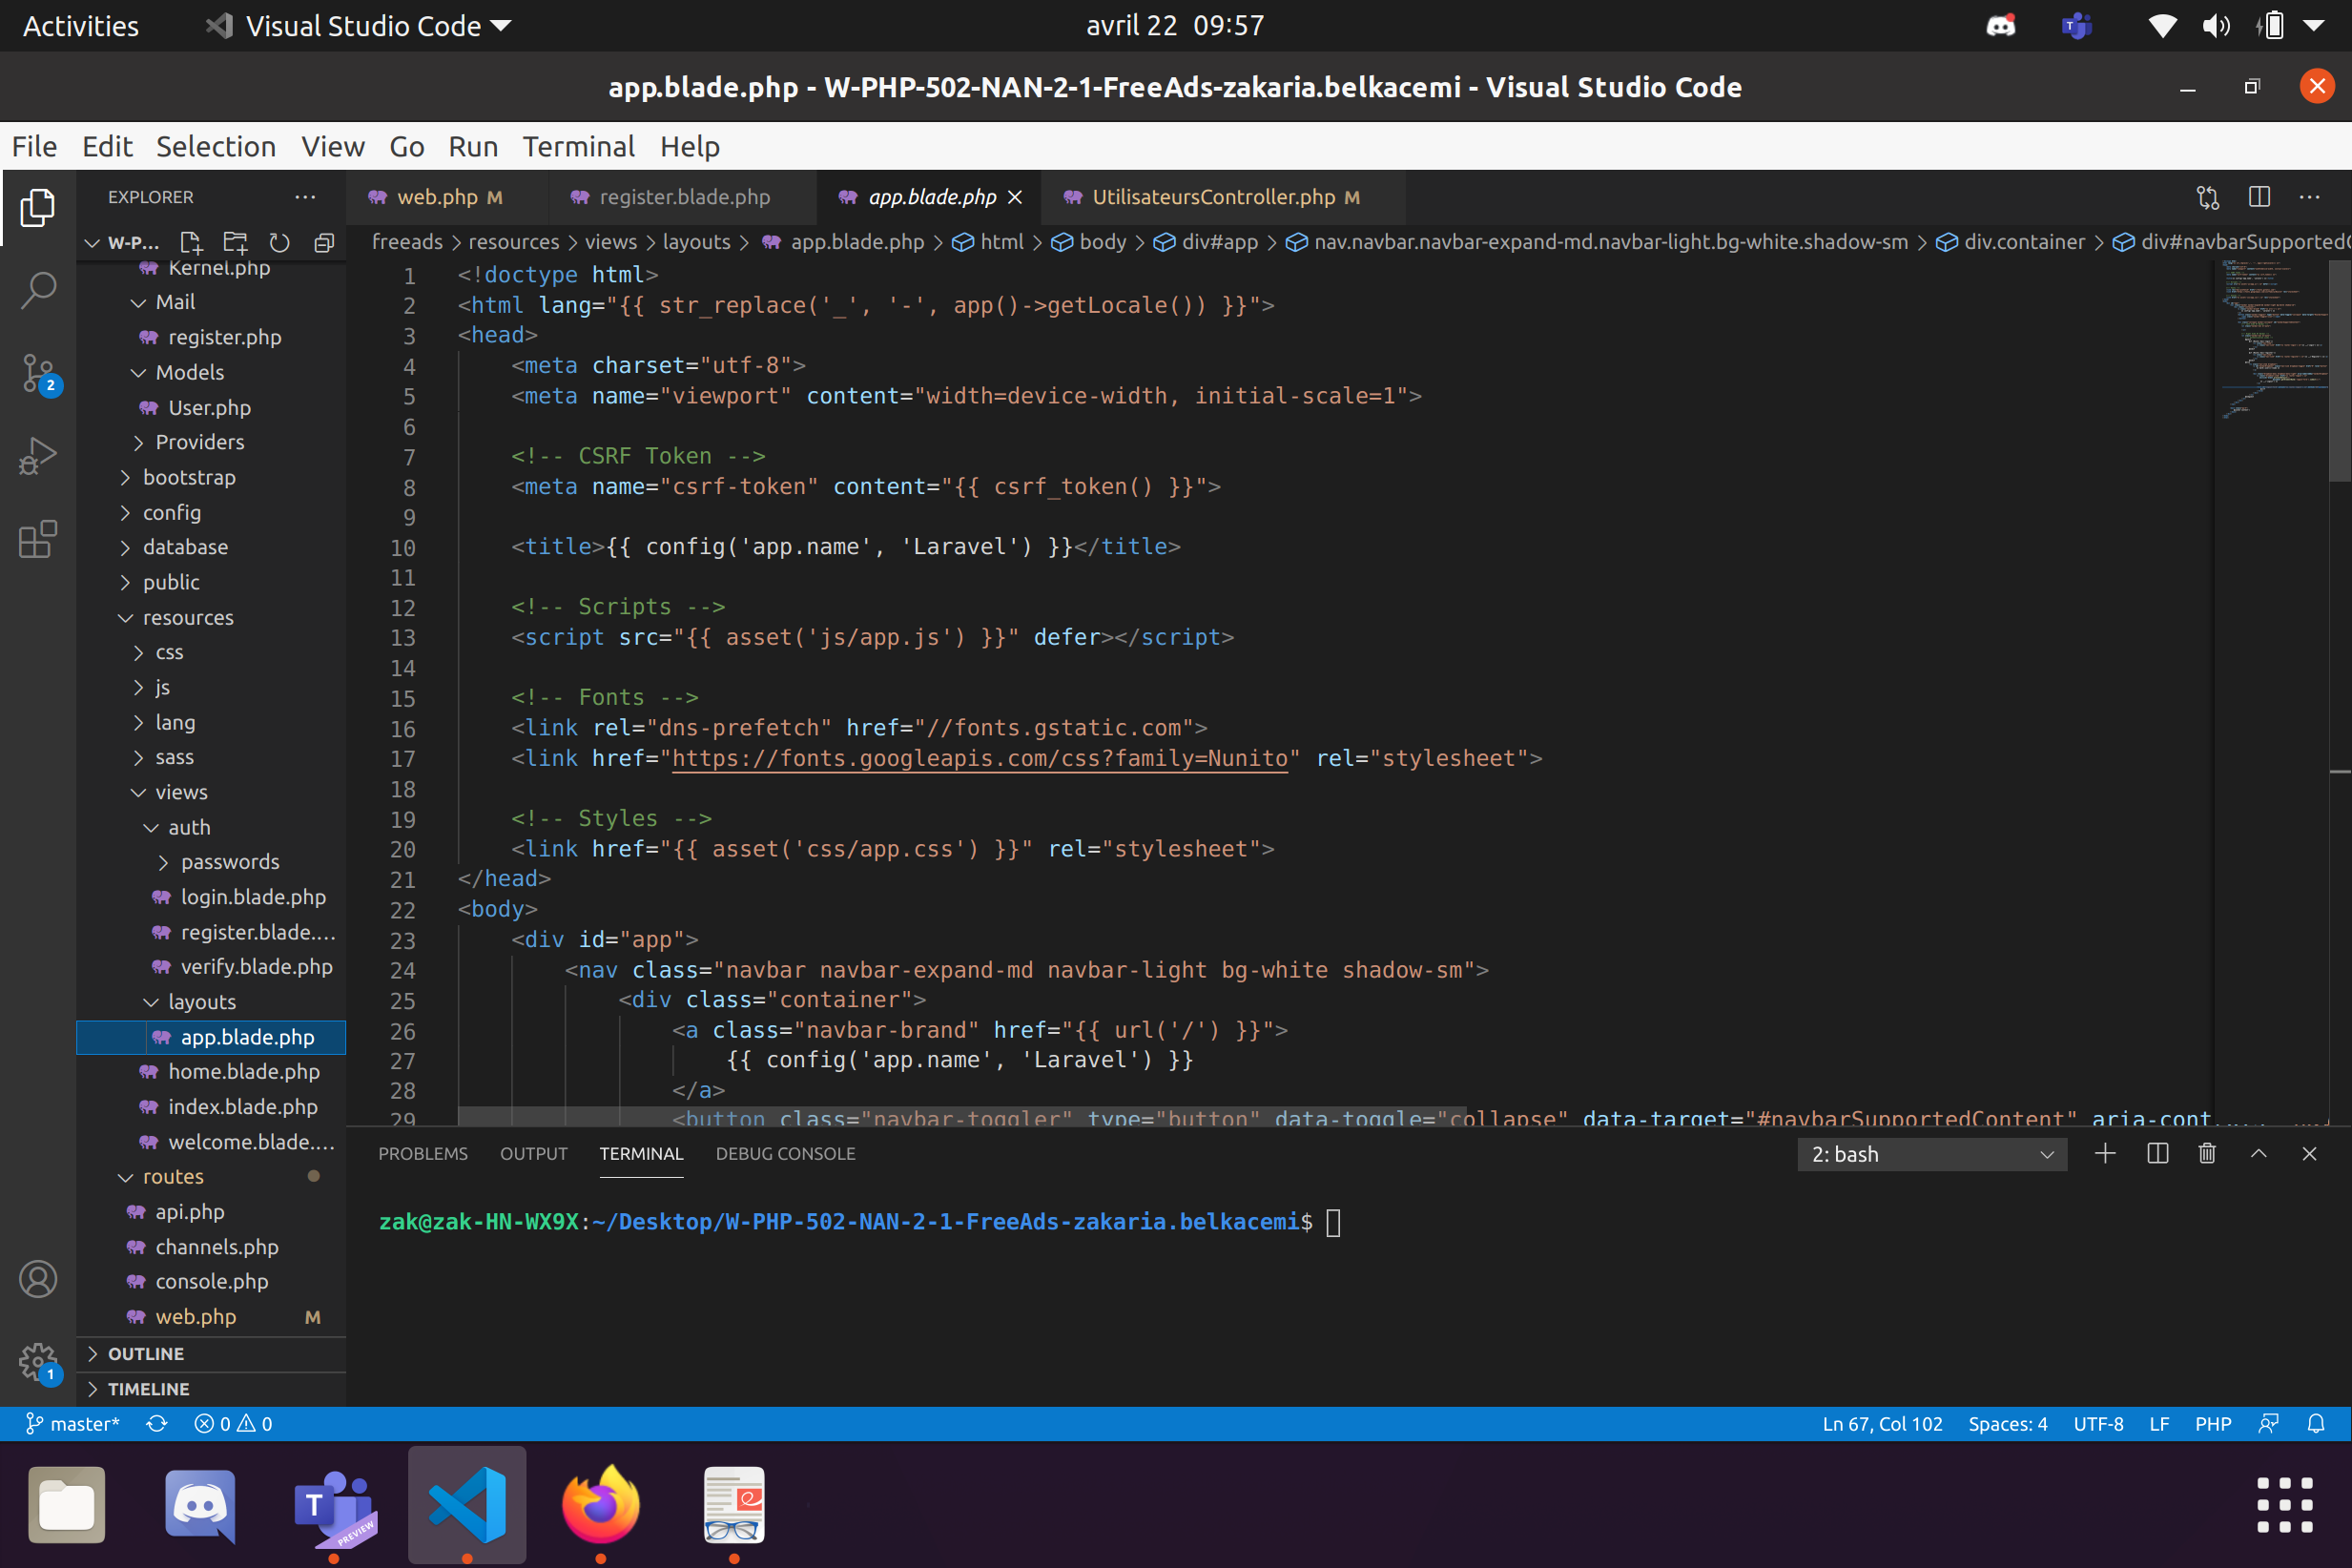 Activities
Visual Studio Code
avril 22 09:57
app.blade.php - W-PHP-502-NAN-2-1-FreeAds-zakaria.belkacemi - Visual Studio Code
File Edit Selection View Go Run Terminal Help
EXPLORER
web.php M
register.blade.php
app.blade.php
UtilisateursController.php M
W-P...
freeads > resources > views > layouts > app.blade.php > html > body > div#app > nav.navbar.navbar-expand-md.navbar-light.bg-white.shadow-sm > div.container >
Kernel.php
Mail
register.php
Models
User.php
Providers
bootstrap
config
database
public
resources
css
js
lang
sass
views
auth
passwords
login.blade.php
register.blade....
verify.blade.php
layouts
app.blade.php
home.blade.php
index.blade.php
welcome.blade....
routes
api.php
channels.php
console.php
web.php M
OUTLINE
TIMELINE
1 <!doctype html>
2 <html lang="{{ str_replace('_', '-', app()->getLocale()) }}">
3 <head>
4 <meta charset="utf-8">
5 <meta name="viewport" content="width=device-width, initial-scale=1">
6
7 <!-- CSRF Token -->
8 <meta name="csrf-token" content="{{ csrf_token() }}">
9
10 <title>{{ config('app.name', 'Laravel') }}</title>
11
12 <!-- Scripts -->
13 <script src="{{ asset('js/app.js') }}" defer></script>
14
15 <!-- Fonts -->
16 <link rel="dns-prefetch" href="//fonts.gstatic.com">
17 <link href="https://fonts.googleapis.com/css?family=Nunito" rel="stylesheet">
18
19 <!-- Styles -->
20 <link href="{{ asset('css/app.css') }}" rel="stylesheet">
21 </head>
22 <body>
23 <div id="app">
24 <nav class="navbar navbar-expand-md navbar-light bg-white shadow-sm">
25 <div class="container">
26 <a class="navbar-brand" href="{{ url('/') }}">
27 {{ config('app.name', 'Laravel') }}
28 </a>
29 <button class="navbar-toggler" type="button" data-toggle="collapse" data-target="#navbarSupportedContent" aria-cont
PROBLEMS OUTPUT TERMINAL DEBUG CONSOLE
2: bash
zak@zak-HN-WX9X:~/Desktop/W-PHP-502-NAN-2-1-FreeAds-zakaria.belkacemi$
2
1
master* 0 0
Ln 67, Col 102 Spaces: 4 UTF-8 LF PHP
T
PREVIEW